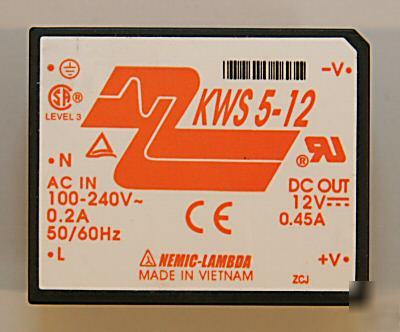 -V
SA
LEVEL 3
KWS 5-12
®
N
AC IN
100-240V~
0.2A
50/60Hz
L
CE
DC OUT
12V
0.45A
NEMIC-LAMBDA
MADE IN VIETNAM
+V
ZCJ